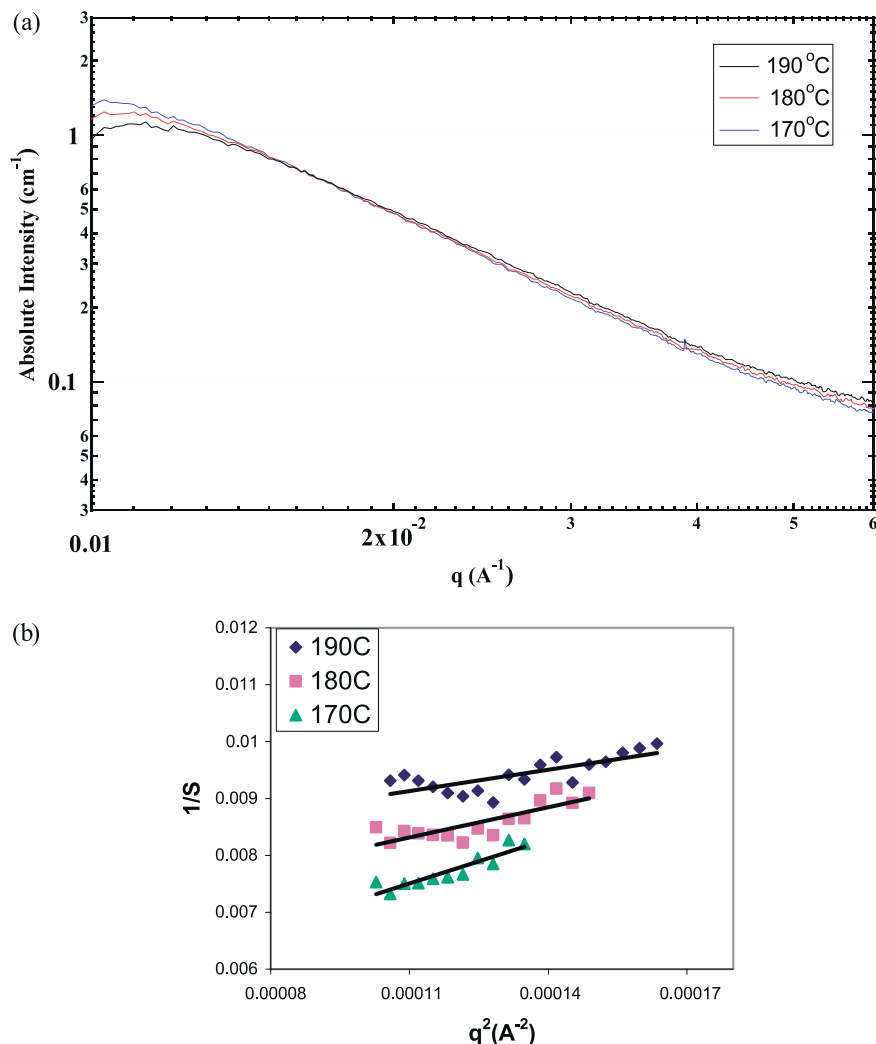 (a)
3
2
1
6
5
4
3
2
0.1
6
5
4
3
0.01
2x10⁻²
3
4
5
6
Absolute Intensity (cm⁻¹)
q (A⁻¹)
190 °C
180°C
170°C
(b)
0.012
0.011
0.01
0.009
0.008
0.007
0.006
0.00008
0.00011
0.00014
0.00017
1/S
q²(A⁻²)
190C
180C
170C